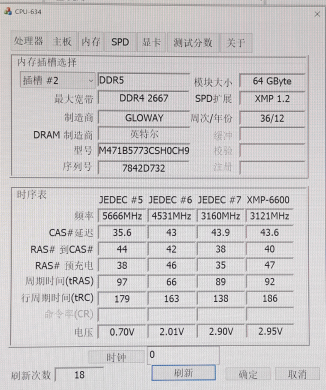 CPU-634
处理器 主板 内存 SPD 显卡 测试分数 关于
内存插槽选择
插槽 #2 DDR5 模块大小 64 GByte
最大宽带 DDR4 2667 SPD扩展 XMP 1.2
制造商 GLOWAY 周次/年份 36/12
DRAM 制造商 英特尔 缓冲
型号 M471B5773CSH0CH9 校验
序列号 7842D732 注册
时序表
JEDEC #5 JEDEC #6 JEDEC #7 XMP-6600
频率 5666MHz 4531MHz 3160MHz 3121MHz
CAS#延迟 35.6 43 43.9 43.6
RAS# 到CAS# 44 42 38 40
RAS# 预充电 38 46 35 47
周期时间(tRAS) 97 66 89 92
行周期时间(tRC) 179 163 138 186
命令率(CR)
电压 0.70V 2.01V 2.90V 2.95V
时钟 0
刷新次数 18 刷新 确定 取消